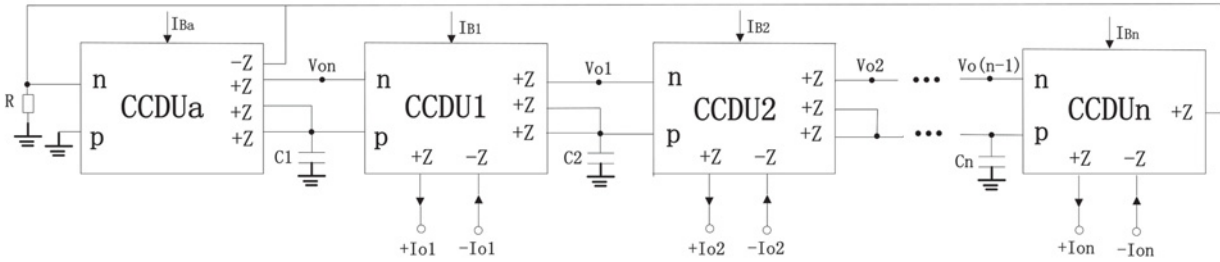 IBa
IB1
IB2
IBn
R
n
p
CCDUa
-Z
+Z
+Z
+Z
Von
C1
n
p
CCDU1
+Z
+Z
+Z
+Z
-Z
Vo1
C2
n
p
CCDU2
+Z
+Z
+Z
+Z
-Z
Vo2
•••
•••
Vo(n-1)
Cn
n
p
CCDUn
+Z
+Z
-Z
+Io1
-Io1
+Io2
-Io2
+Ion
-Ion